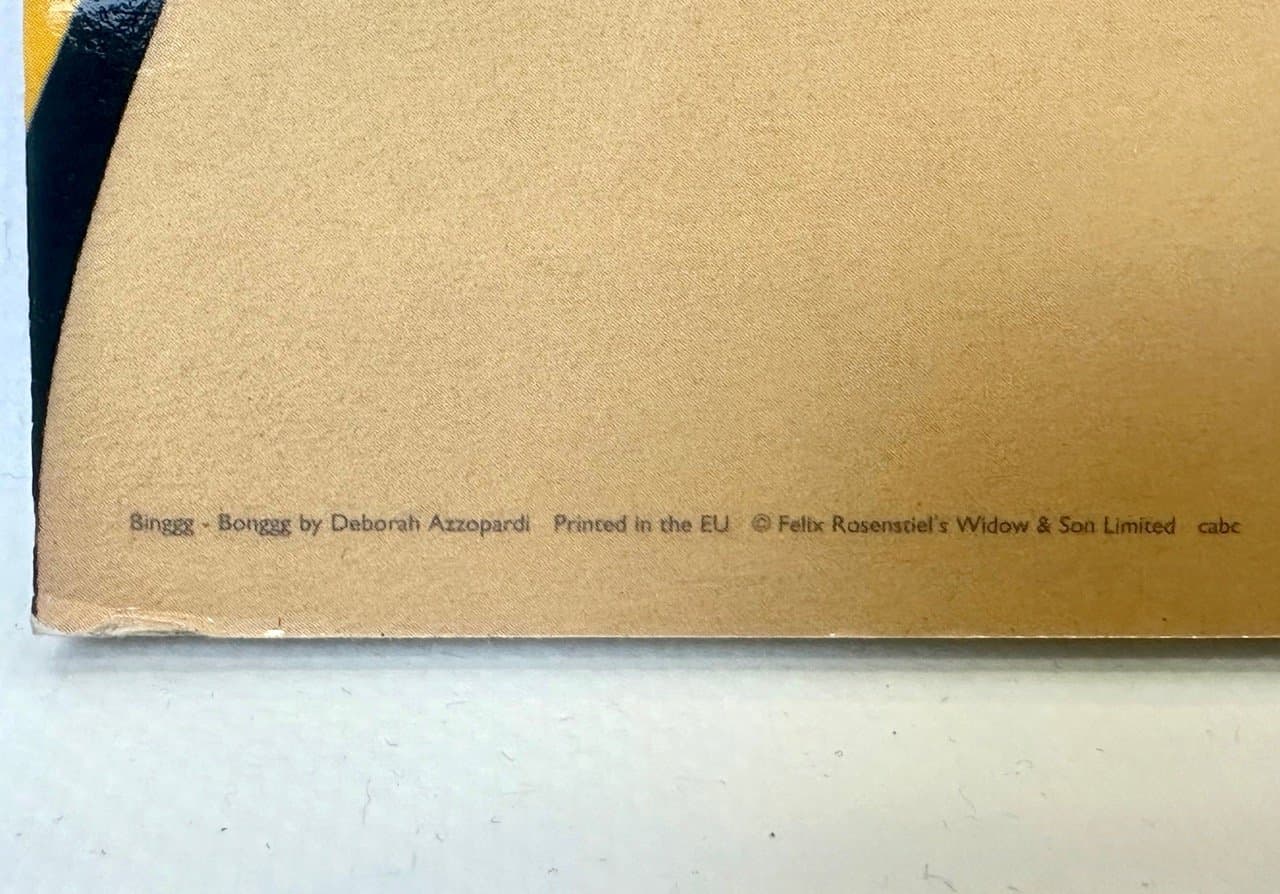 Binggg - Bonggg by Deborah Azzopardi Printed in the EU © Felix Rosenstiel's Widow & Son Limited cabc